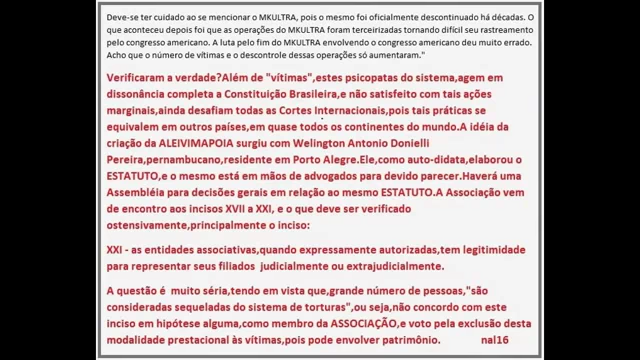 Deve-se ter cuidado ao se mencionar o MKULTRA, pois o mesmo foi oficialmente descontinuado há décadas. O
que aconteceu depois foi que as operações do MKULTRA foram terceirizadas tornando difícil seu rastreamento
pelo congresso americano. A luta pelo fim do MKULTRA envolvendo o congresso americano deu muito errado.
Acho que o número de vítimas e o descontrole dessas operações só aumentaram."
Verificaram a verdade?Além de "vítimas",estes psicopatas do sistema,agem em
dissonância completa a Constituição Brasileira,e não satisfeito com tais ações
marginais,ainda desafiam todas as Cortes Internacionais,pois tais práticas se
equivalem em outros países,em quase todos os continentes do mundo.A idéia da
criação da ALEIVIMAPOIA surgiu com Welington Antonio Donielli
Pereira,pernambucano,residente em Porto Alegre.Ele,como auto-didata,elaborou o
ESTATUTO,e o mesmo está em mãos de advogados para devido parecer.Haverá uma
Assembléia para decisões gerais em relação ao mesmo ESTATUTO.A Associação vem
de encontro aos incisos XVII a XXI, e o que deve ser verificado
ostensivamente,principalmente o inciso:
XXI - as entidades associativas,quando expressamente autorizadas,tem legitimidade
para representar seus filiados judicialmente ou extrajudicialmente.
A questão é muito séria,tendo em vista que,grande número de pessoas,"são
consideradas sequeladas do sistema de torturas",ou seja,não concordo com este
inciso em hipótese alguma,como membro da ASSOCIAÇÃO,e voto pela exclusão desta
modalidade prestacional às vítimas,pois pode envolver patrimônio. nal16